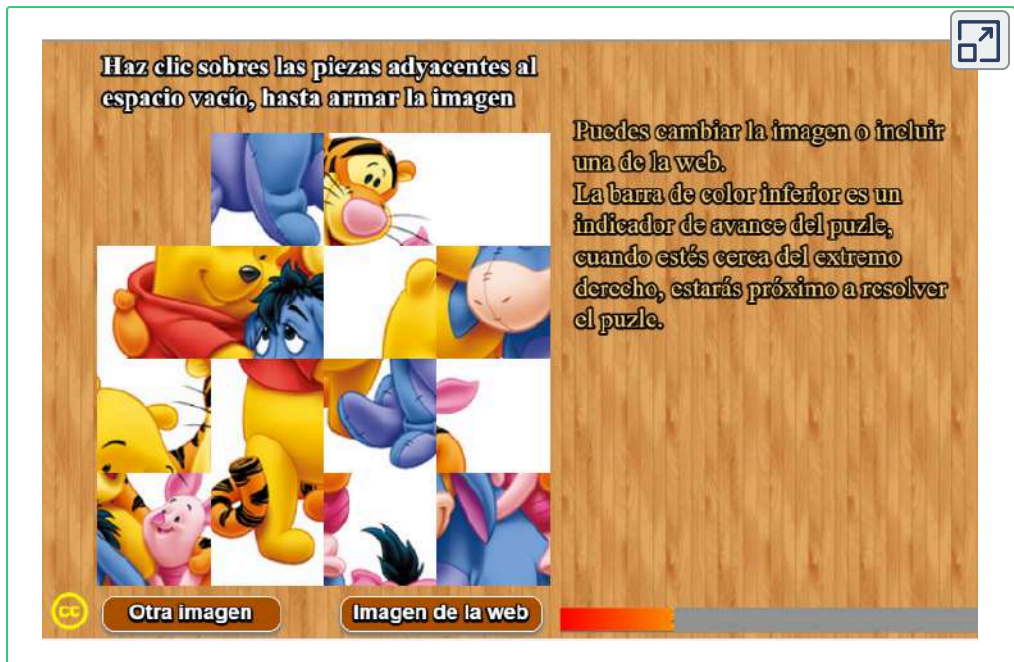 Haz clic sobres las piezas adyacentes al
espacio vacío, hasta armar la imagen
Puedes cambiar la imagen o incluir
una de la web.
La barra de color inferior es un
indicador de avance del puzle,
cuando estés cerca del extremo
derecho, estarás próximo a resolver
el puzle.
cc
Otra imagen
Imagen de la web